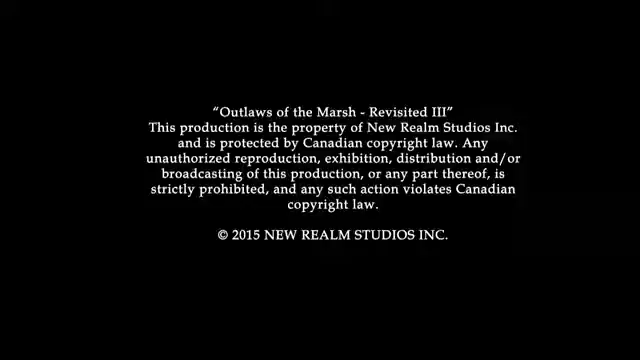 “Outlaws of the Marsh - Revisited III”
This production is the property of New Realm Studios Inc.
and is protected by Canadian copyright law. Any
unauthorized reproduction, exhibition, distribution and/or
broadcasting of this production, or any part thereof, is
strictly prohibited, and any such action violates Canadian
copyright law.
© 2015 NEW REALM STUDIOS INC.